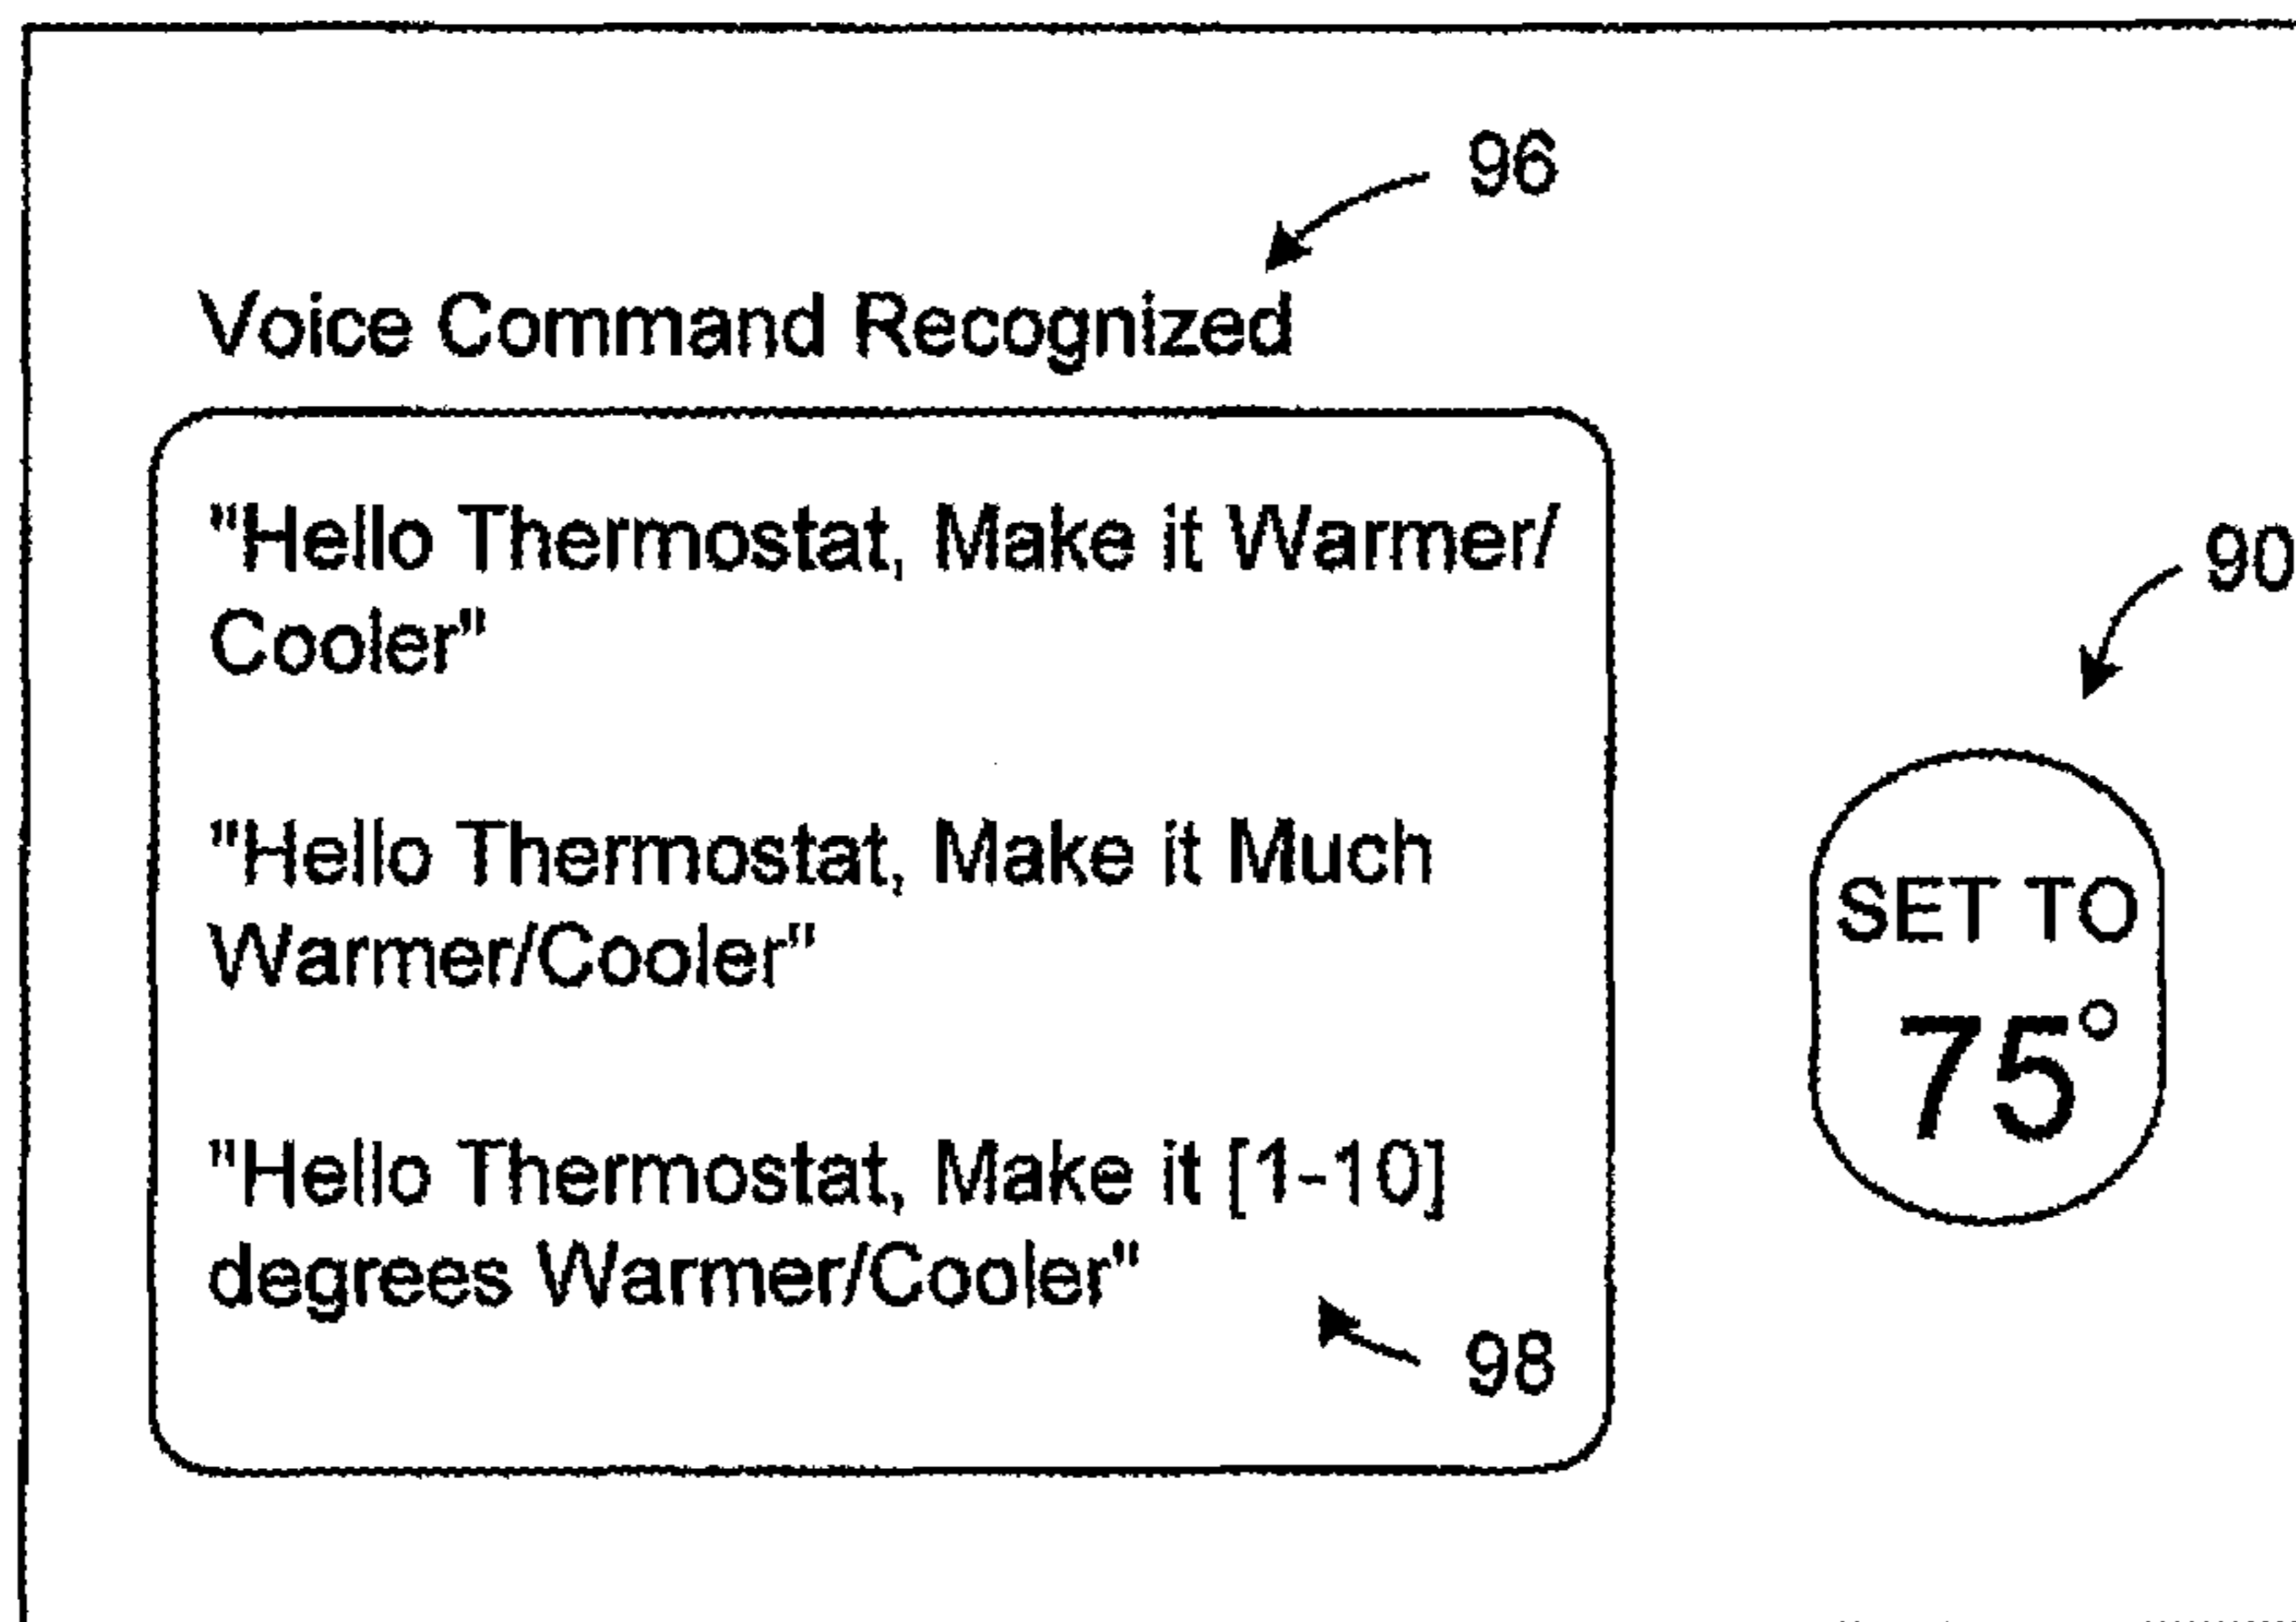 96
Voice Command Recognized
"Hello Thermostat, Make it Warmer/
Cooler"
"Hello Thermostat, Make it Much
Warmer/Cooler"
"Hello Thermostat, Make it [1-10]
degrees Warmer/Cooler"
98
90
SET TO
75°